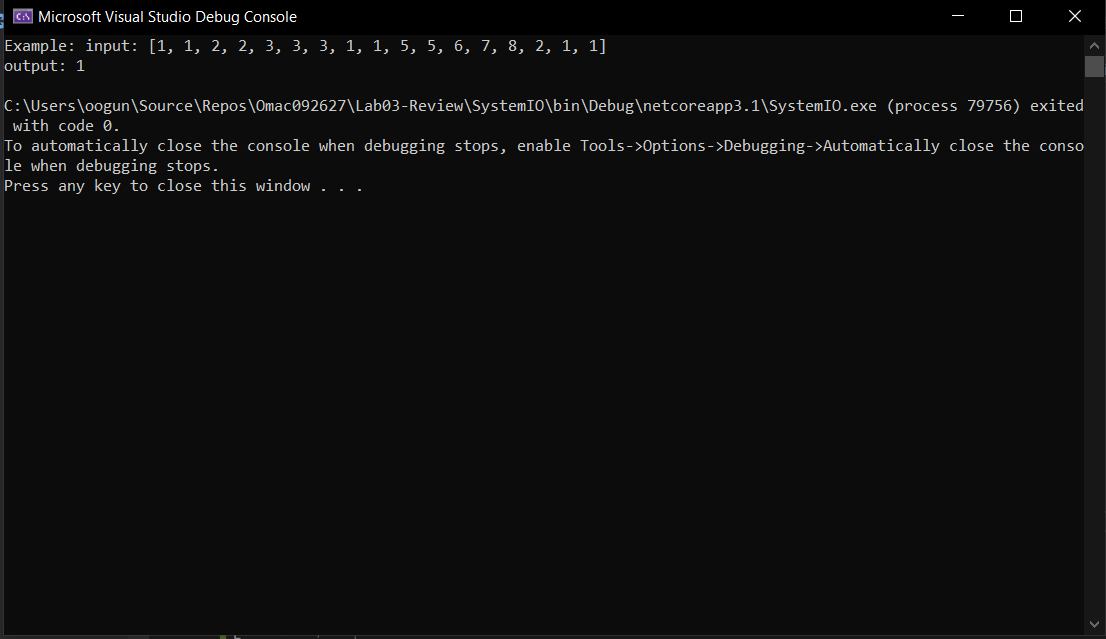 Microsoft Visual Studio Debug Console
Example: input: [1, 1, 2, 2, 3, 3, 3, 1, 1, 5, 5, 6, 7, 8, 2, 1, 1]
output: 1
C:\Users\oogun\Source\Repos\Omac092627\Lab03-Review\SystemIO\bin\Debug\netcoreapp3.1\SystemIO.exe (process 79756) exited
with code 0.
To automatically close the console when debugging stops, enable Tools->Options->Debugging->Automatically close the conso
le when debugging stops.
Press any key to close this window . . .